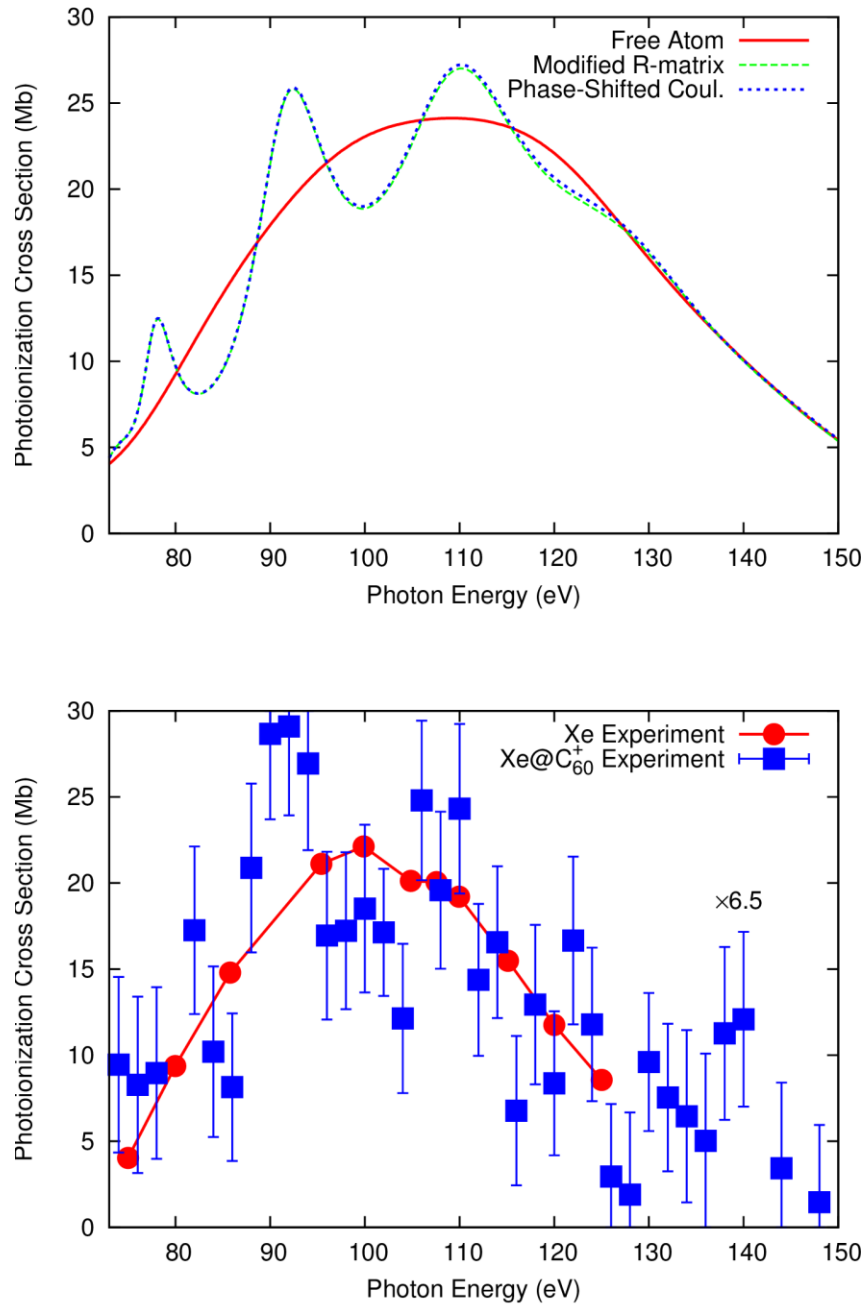 30
25
20
15
10
5
0
Photoionization Cross Section (Mb)
Free Atom
Modified R-matrix
Phase-Shifted Coul.
80 90 100 110 120 130 140 150
Photon Energy (eV)
30
25
20
15
10
5
0
Photoionization Cross Section (Mb)
Xe Experiment
Xe@C₆₀⁺ Experiment
×6.5
80 90 100 110 120 130 140 150
Photon Energy (eV)